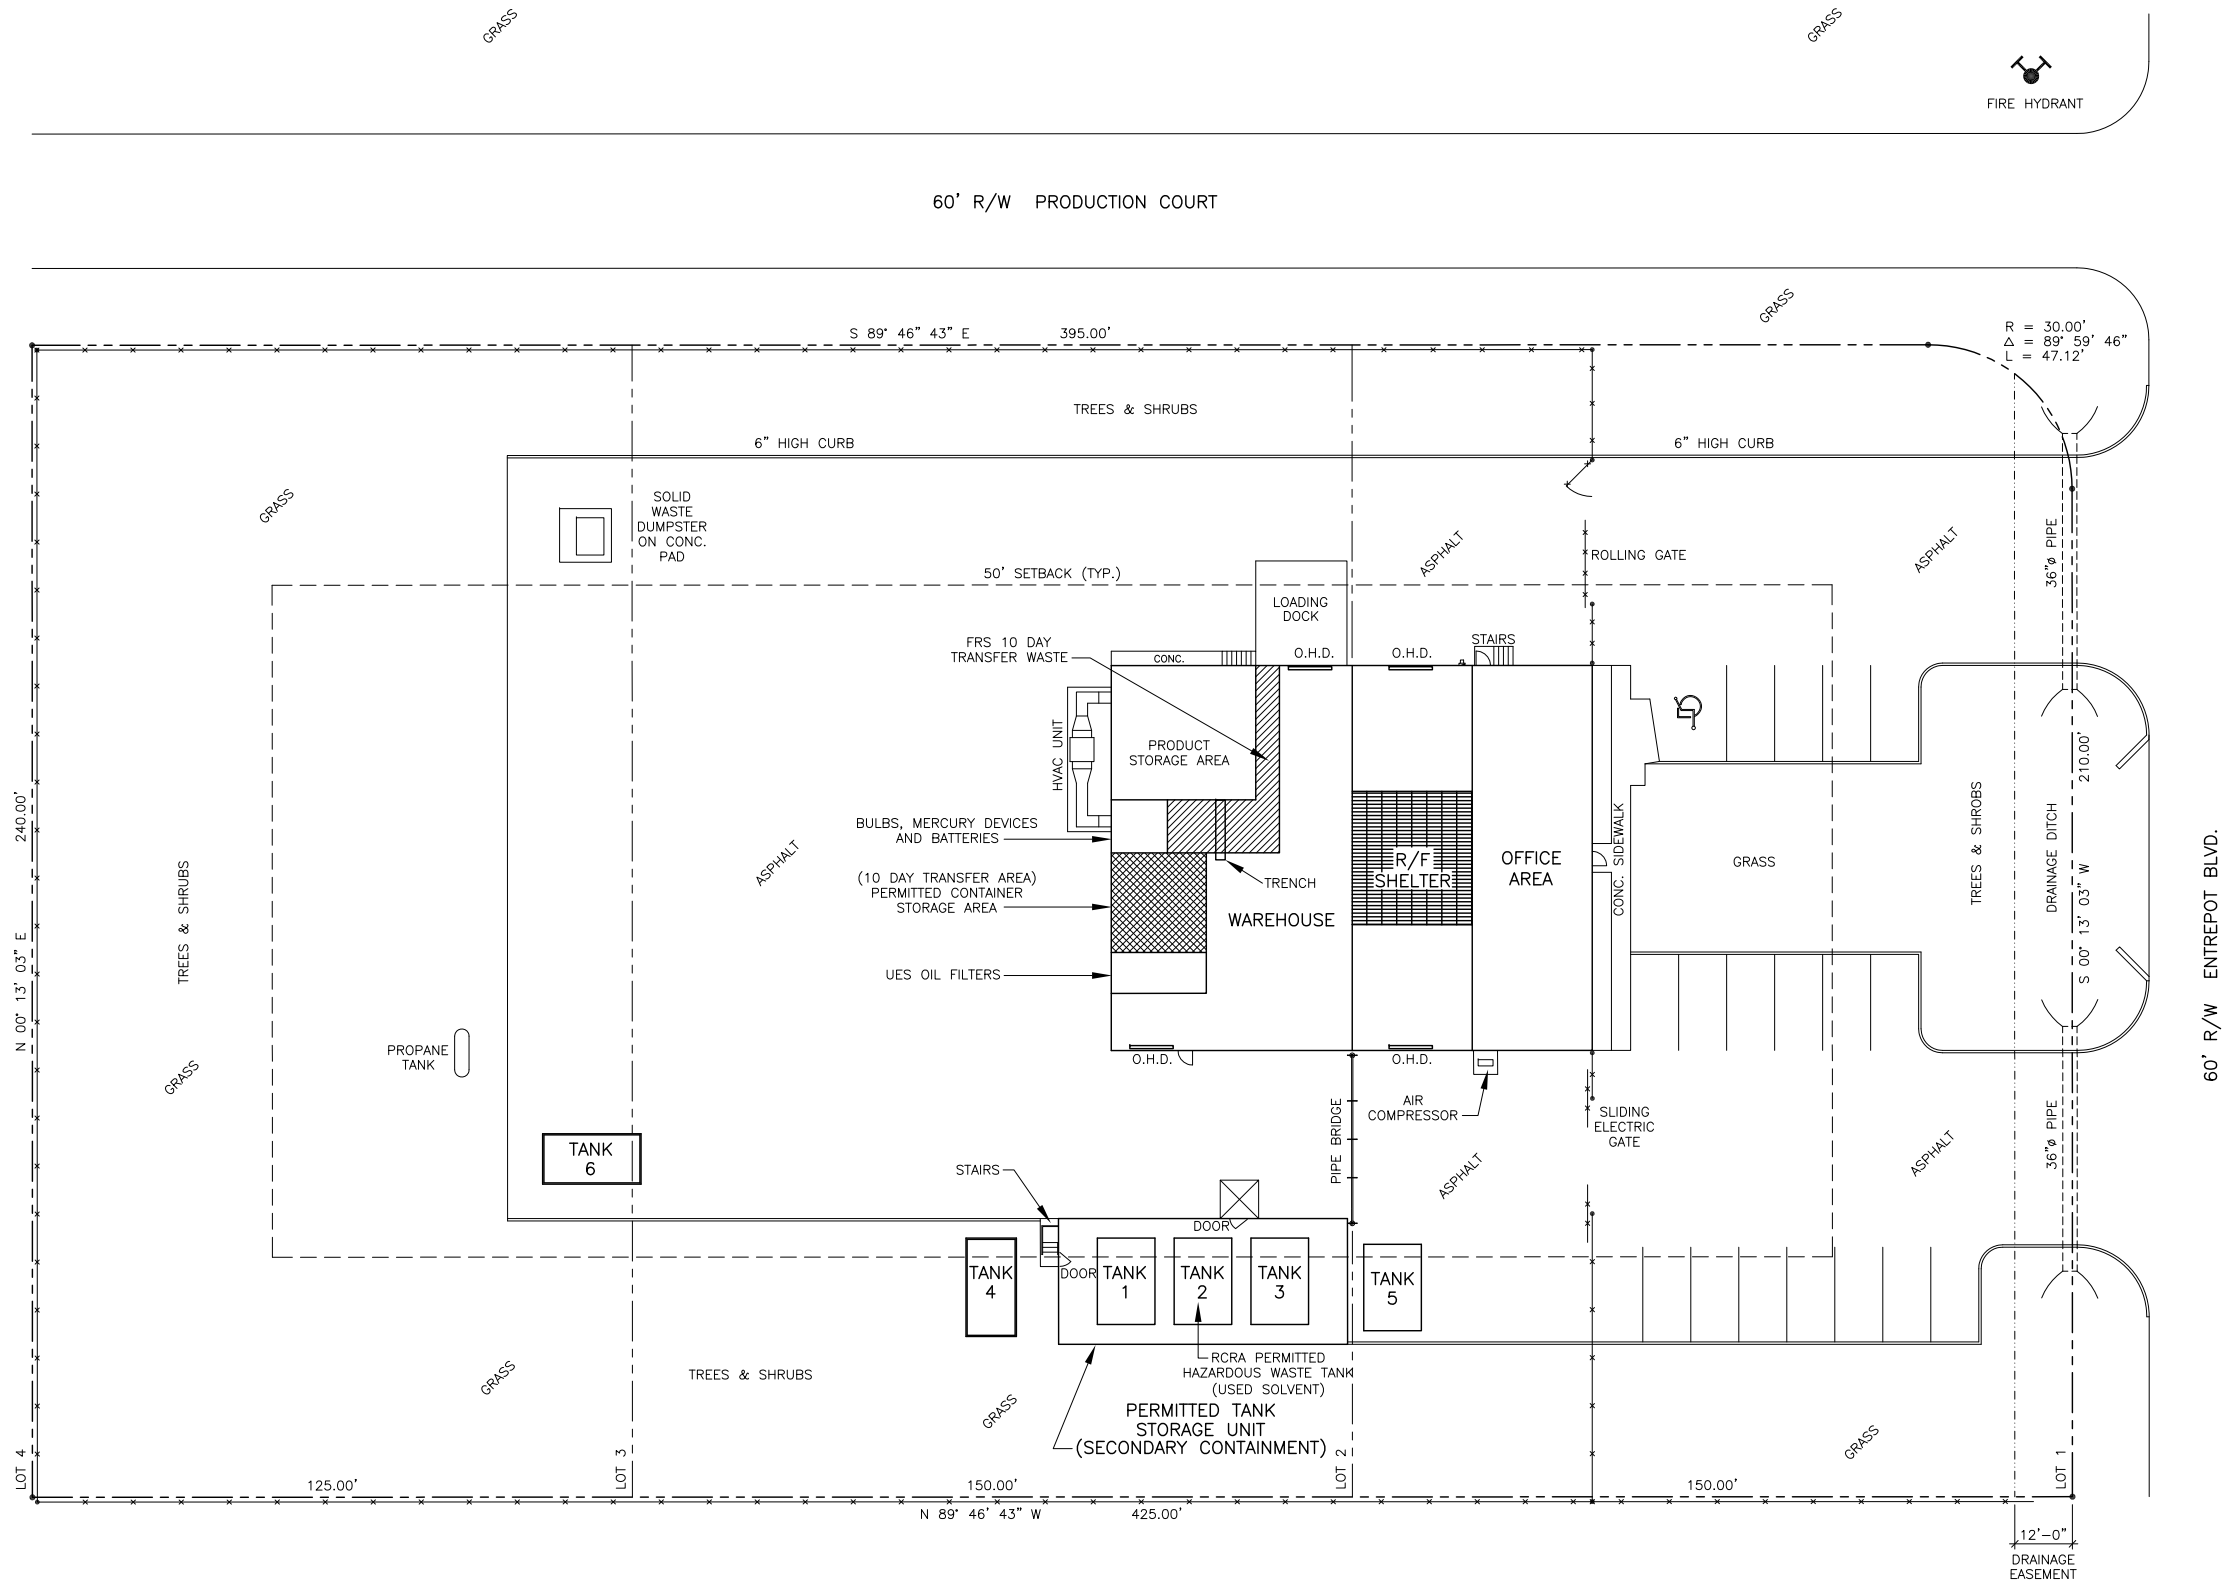 GRASS
GRASS
FIRE HYDRANT
60' R/W PRODUCTION COURT
GRASS
S 89° 46" 43" E 395.00'
R = 30.00'
Δ = 89° 59' 46"
L = 47.12'
TREES & SHRUBS
6" HIGH CURB
6" HIGH CURB
GRASS
SOLID
WASTE
DUMPSTER
ON CONC.
PAD
ASPHALT
ROLLING GATE
ASPHALT
36"ø PIPE
50' SETBACK (TYP.)
LOADING
DOCK
FRS 10 DAY
TRANSFER WASTE
CONC.
O.H.D.
O.H.D.
STAIRS
HVAC UNIT
PRODUCT
STORAGE AREA
240.00'
N 00° 13' 03" E
TREES & SHRUBS
ASPHALT
BULBS, MERCURY DEVICES
AND BATTERIES
(10 DAY TRANSFER AREA)
PERMITTED CONTAINER
STORAGE AREA
TRENCH
WAREHOUSE
R/F
SHELTER
OFFICE
AREA
CONC. SIDEWALK
GRASS
TREES & SHROBS
DRAINAGE DITCH
210.00'
S 00° 13' 03" W
60' R/W ENTREPOT BLVD.
UES OIL FILTERS
PROPANE
TANK
GRASS
O.H.D.
O.H.D.
AIR
COMPRESSOR
PIPE BRIDGE
SLIDING
ELECTRIC
GATE
36"ø PIPE
ASPHALT
ASPHALT
TANK
6
STAIRS
DOOR
DOOR
TANK
4
TANK
1
TANK
2
TANK
3
TANK
5
RCRA PERMITTED
HAZARDOUS WASTE TANK
(USED SOLVENT)
PERMITTED TANK
STORAGE UNIT
(SECONDARY CONTAINMENT)
GRASS
TREES & SHRUBS
GRASS
GRASS
LOT 4
LOT 3
LOT 2
LOT 1
125.00'
150.00'
150.00'
N 89° 46' 43" W 425.00'
12'-0"
DRAINAGE
EASEMENT